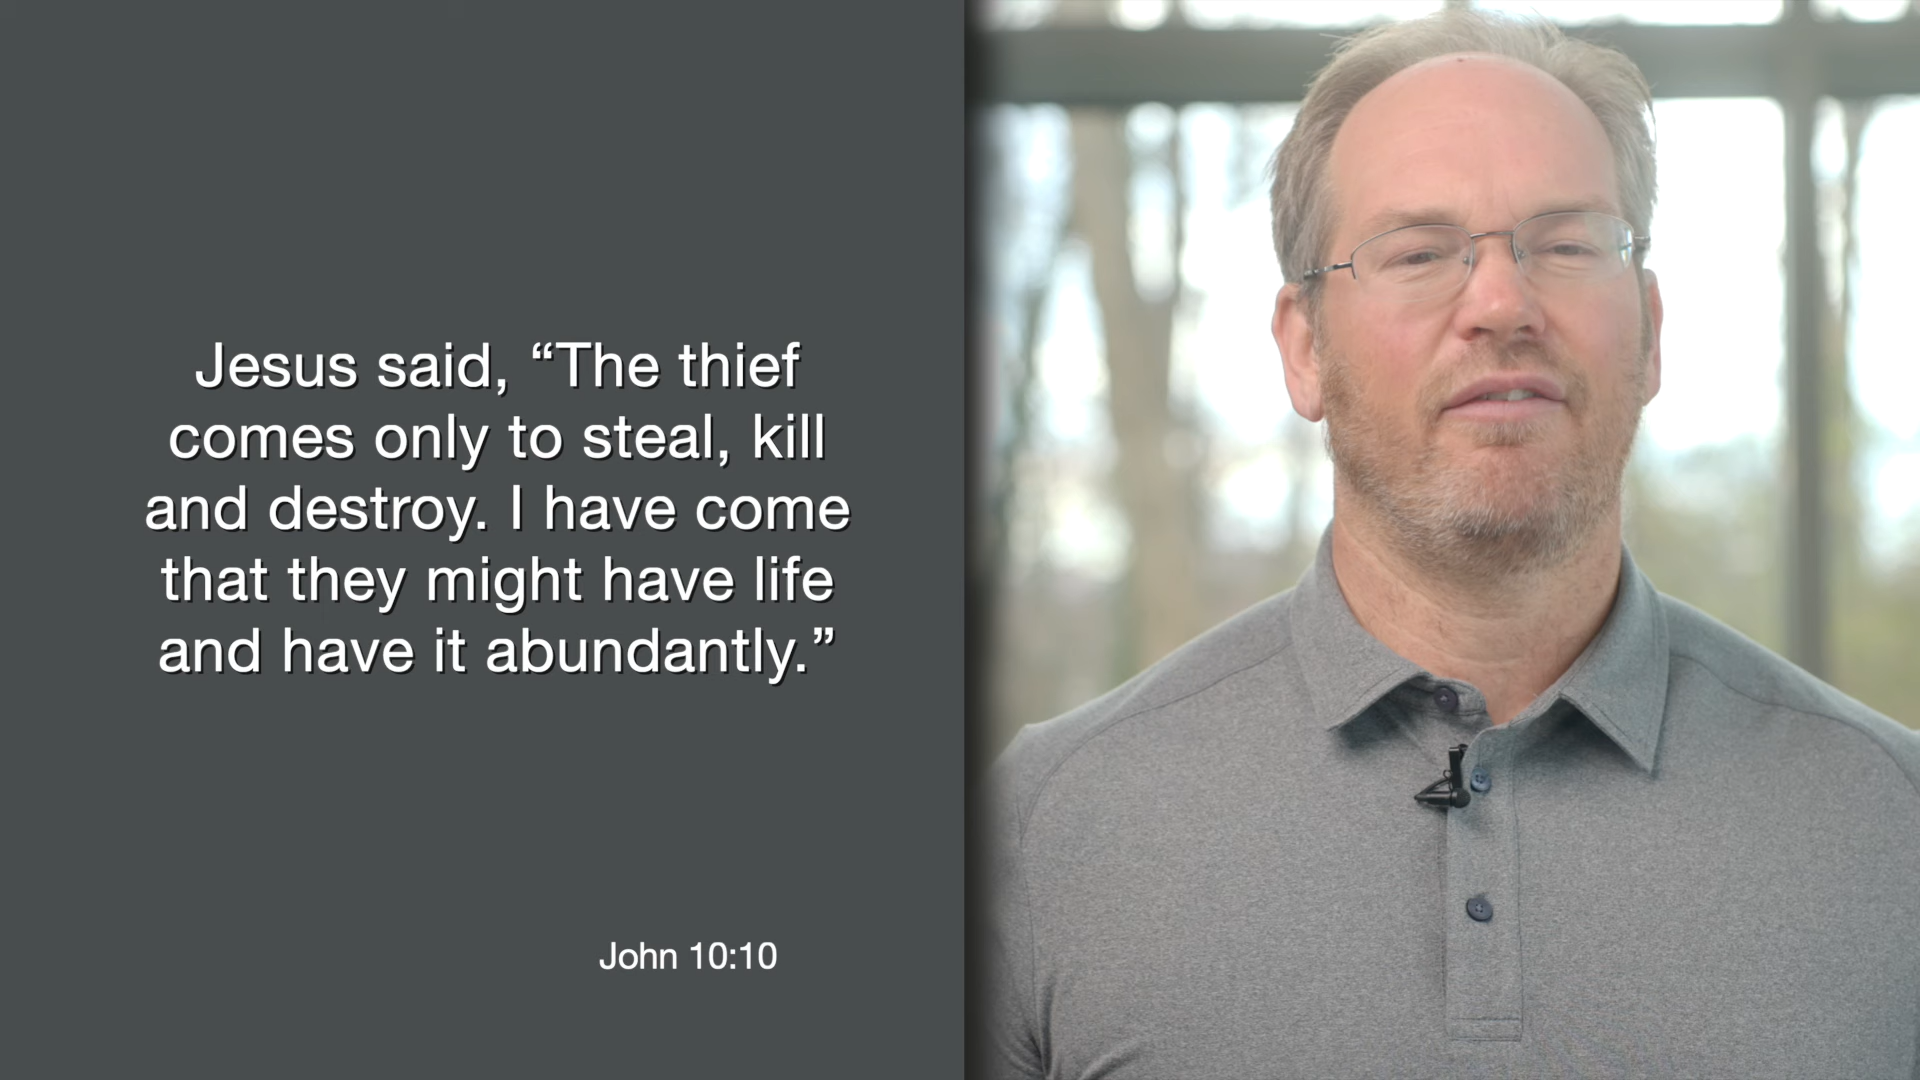 Jesus said, “The thief
comes only to steal, kill
and destroy. I have come
that they might have life
and have it abundantly.”
John 10:10